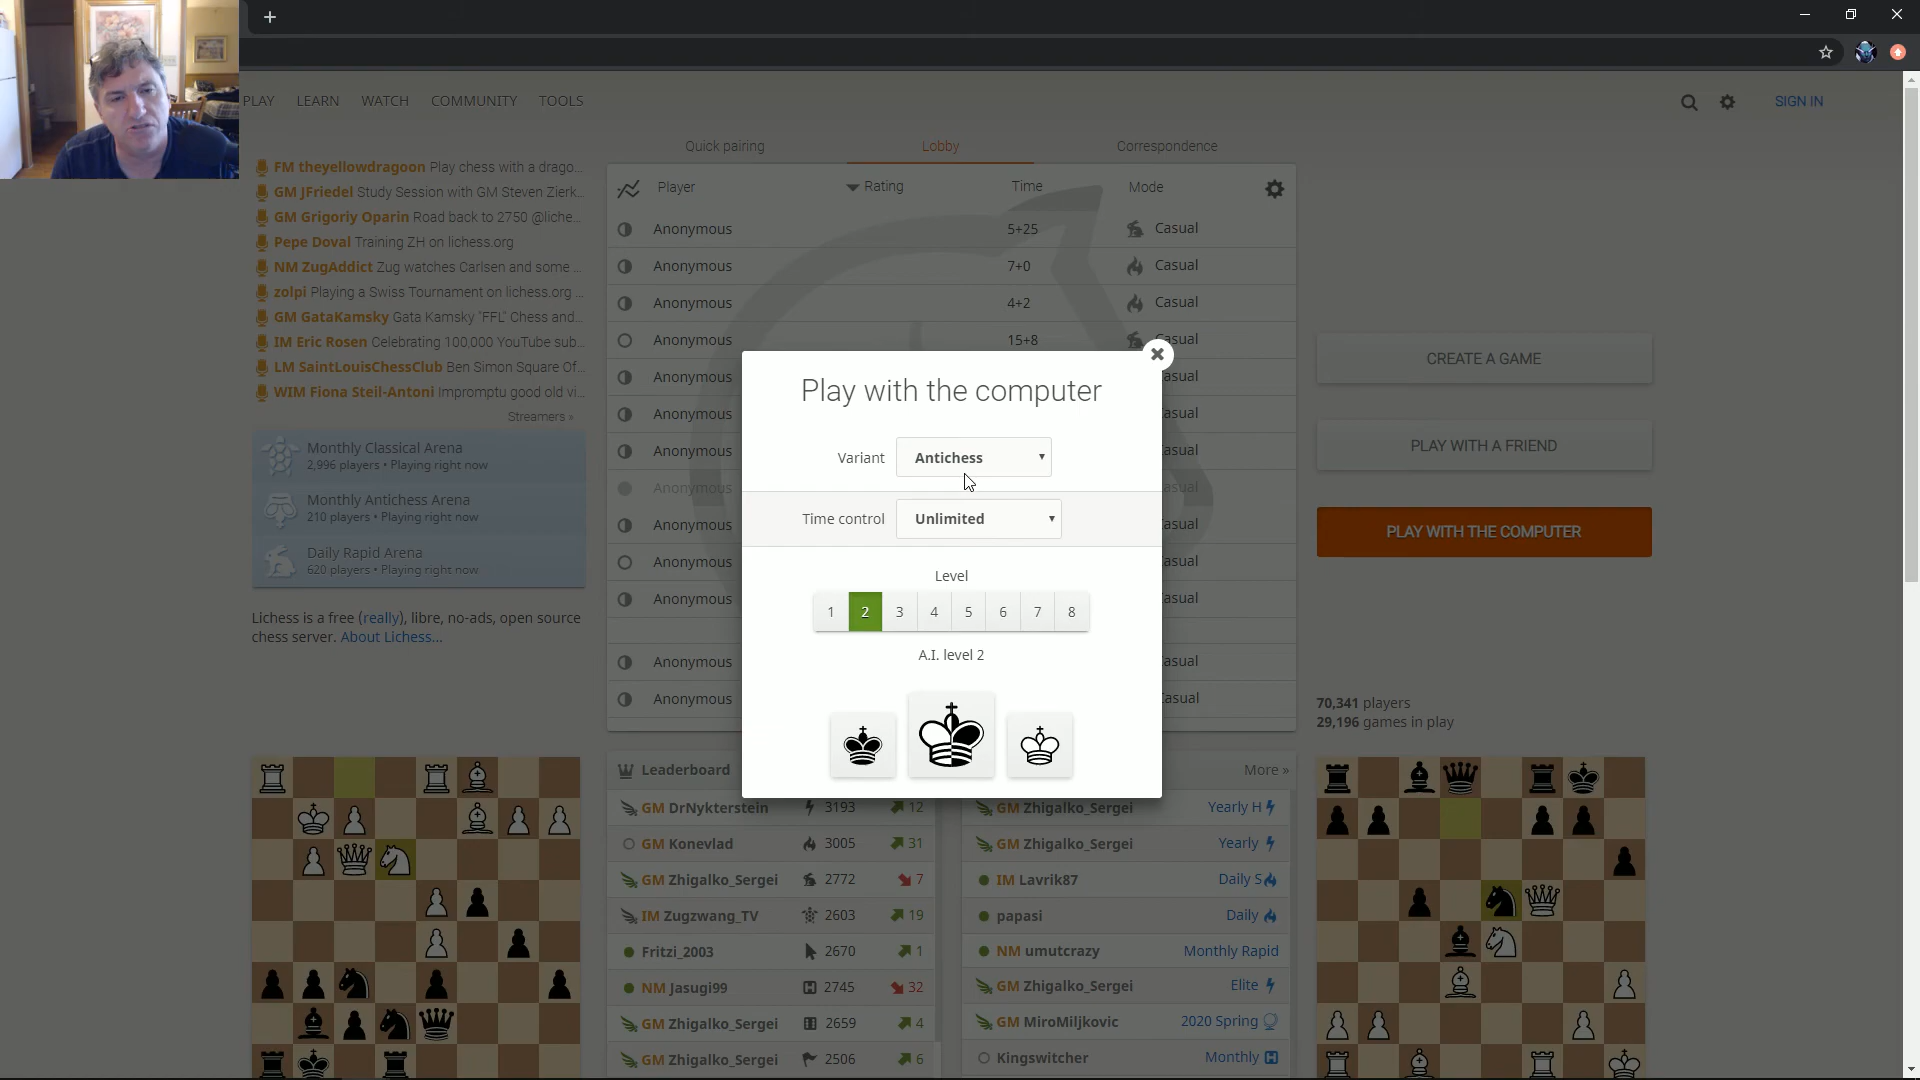 PLAY LEARN WATCH COMMUNITY TOOLS
SIGN IN
FM theyellowdragoon Play chess with a drago...
GM JFriedel Study Session with GM Steven Zierk...
GM Grigoriy Oparin Road back to 2750 @liche...
Pepe Doval Training ZH on lichess.org
NM ZugAddict Zug watches Carlsen and some ...
zolpi Playing a Swiss Tournament on lichess.org ...
GM GataKamsky Gata Kamsky "FFL" Chess and...
IM Eric Rosen Celebrating 100,000 YouTube sub...
LM SaintLouisChessClub Ben Simon Square Of...
WIM Fiona Steil-Antoni Impromptu good old vi...
Streamers »
Monthly Classical Arena
2,996 players • Playing right now
Monthly Antichess Arena
210 players • Playing right now
Daily Rapid Arena
620 players • Playing right now
Lichess is a free (really), libre, no-ads, open source
chess server. About Lichess...
Quick pairing Lobby Correspondence
Player Rating Time Mode
Anonymous 5+25 Casual
Anonymous 7+0 Casual
Anonymous 4+2 Casual
Anonymous 15+8 Casual
Anonymous asual
Anonymous asual
Anonymous asual
Anonymous asual
Anonymous asual
Anonymous asual
Anonymous asual
Anonymous asual
Anonymous Casual
Play with the computer
Variant Antichess
Time control Unlimited
Level
1 2 3 4 5 6 7 8
A.I. level 2
CREATE A GAME
PLAY WITH A FRIEND
PLAY WITH THE COMPUTER
70,341 players
29,196 games in play
Leaderboard
GM DrNykterstein 3193 12
GM Konevlad 3005 31
GM Zhigalko_Sergei 2772 7
IM Zugzwang_TV 2603 19
Fritzi_2003 2670 1
NM Jasugi99 2745 32
GM Zhigalko_Sergei 2659 4
GM Zhigalko_Sergei 2506 6
More »
GM Zhigalko_Sergei Yearly H
GM Zhigalko_Sergei Yearly
IM Lavrik87 Daily S
papasi Daily
NM umutcrazy Monthly Rapid
GM Zhigalko_Sergei Elite
GM MiroMiljkovic 2020 Spring
Kingswitcher Monthly